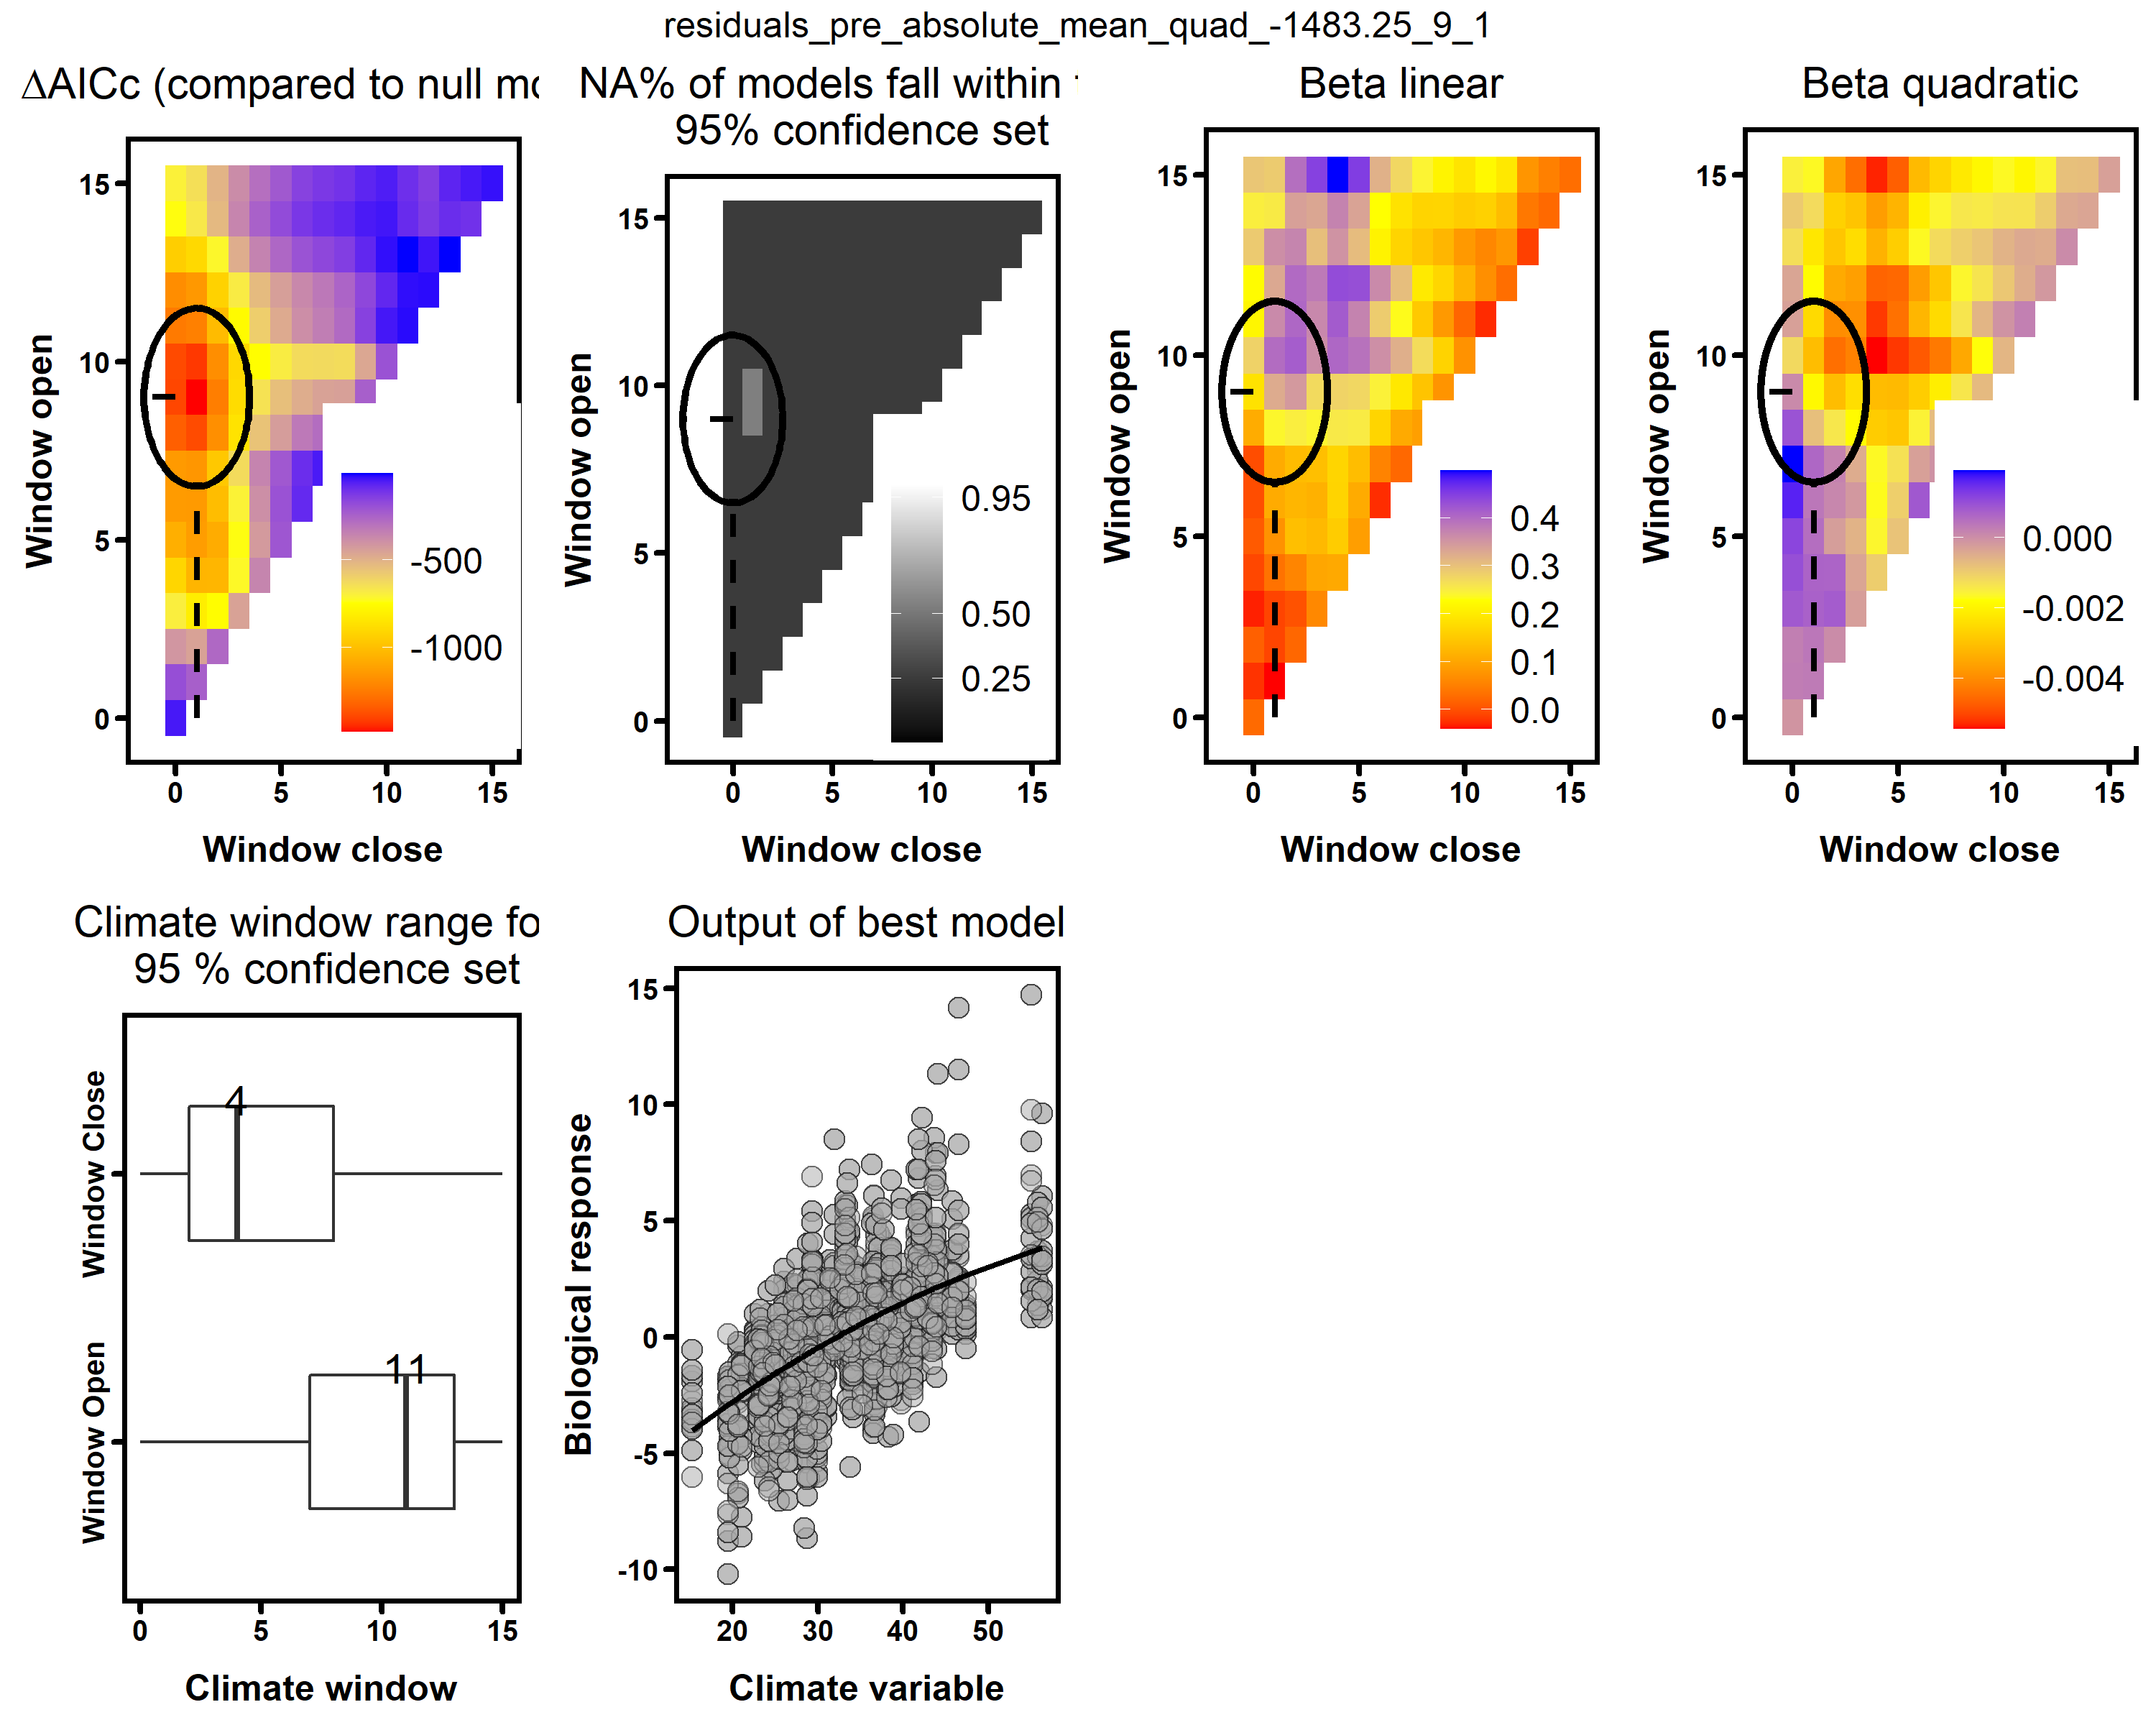 residuals_pre_absolute_mean_quad_-1483.25_9_1
ΔAICc (compared to null mo
Window open
15
10
5
0
-500
-1000
0 5 10 15
Window close
NA% of models fall within
95% confidence set
Window open
15
10
5
0
0.95
0.50
0.25
0 5 10 15
Window close
Beta linear
Window open
15
10
5
0
0.4
0.3
0.2
0.1
0.0
0 5 10 15
Window close
Beta quadratic
Window open
15
10
5
0
0.000
-0.002
-0.004
0 5 10 15
Window close
Climate window range fo
95 % confidence set
Window Close
4
Window Open
11
0 5 10 15
Climate window
Output of best model
Biological response
15
10
5
0
-5
-10
20 30 40 50
Climate variable